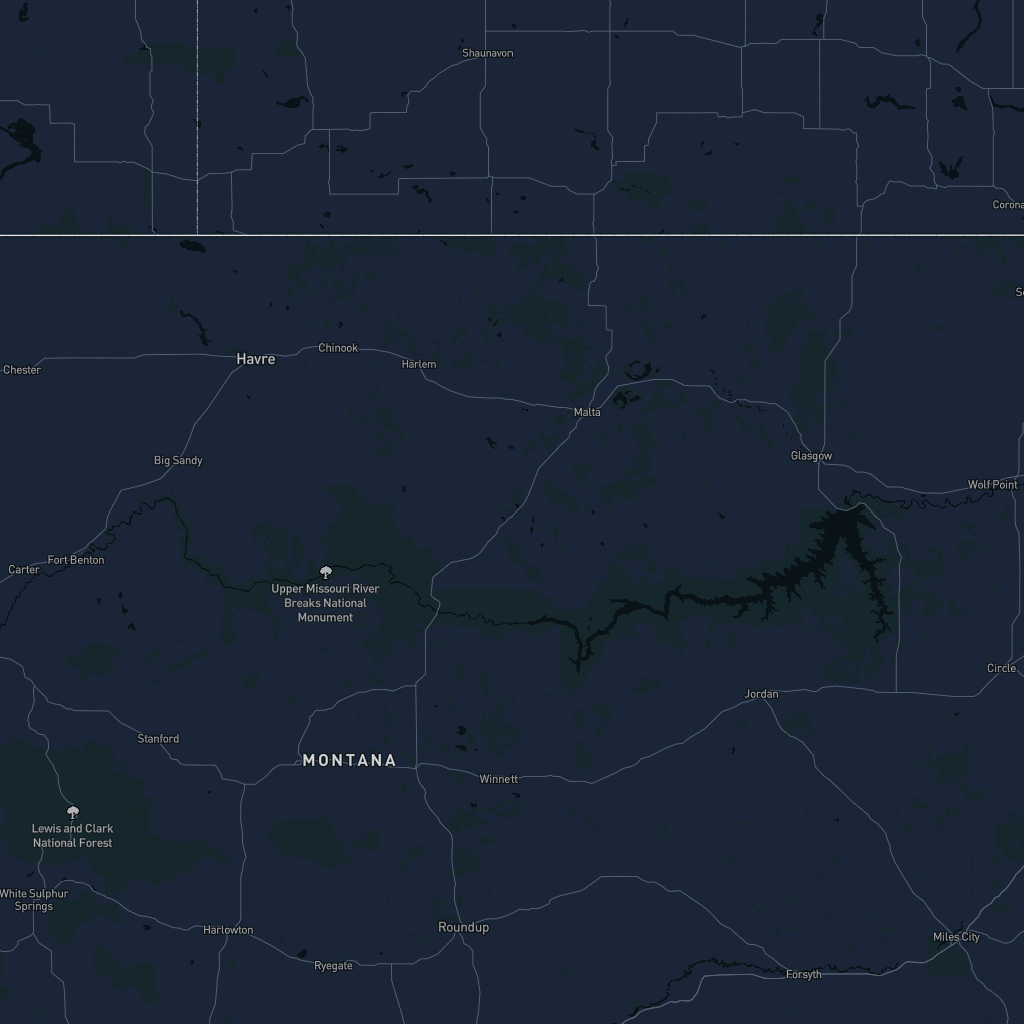 Shaunavon
Corona
Chinook
Havre
Harlem
Chester
Malta
Glasgow
Big Sandy
Wolf Point
Fort Benton
Carter
Upper Missouri River
Breaks National
Monument
Circle
Jordan
Stanford
MONTANA
Winnett
Lewis and Clark
National Forest
White Sulphur
Springs
Harlowton
Roundup
Miles City
Ryegate
Forsyth